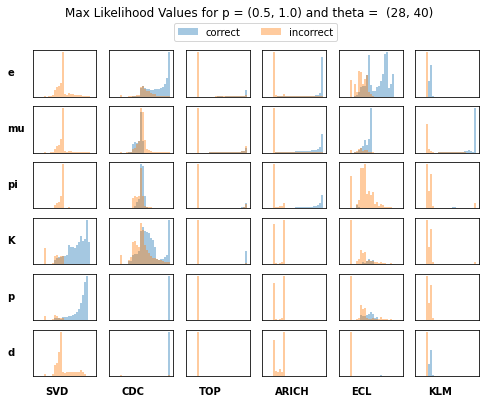 Max Likelihood Values for p = (0.5, 1.0) and theta =  (28, 40)
correct incorrect
e
mu
pi
K
p
d
SVD CDC TOP ARICH ECL KLM